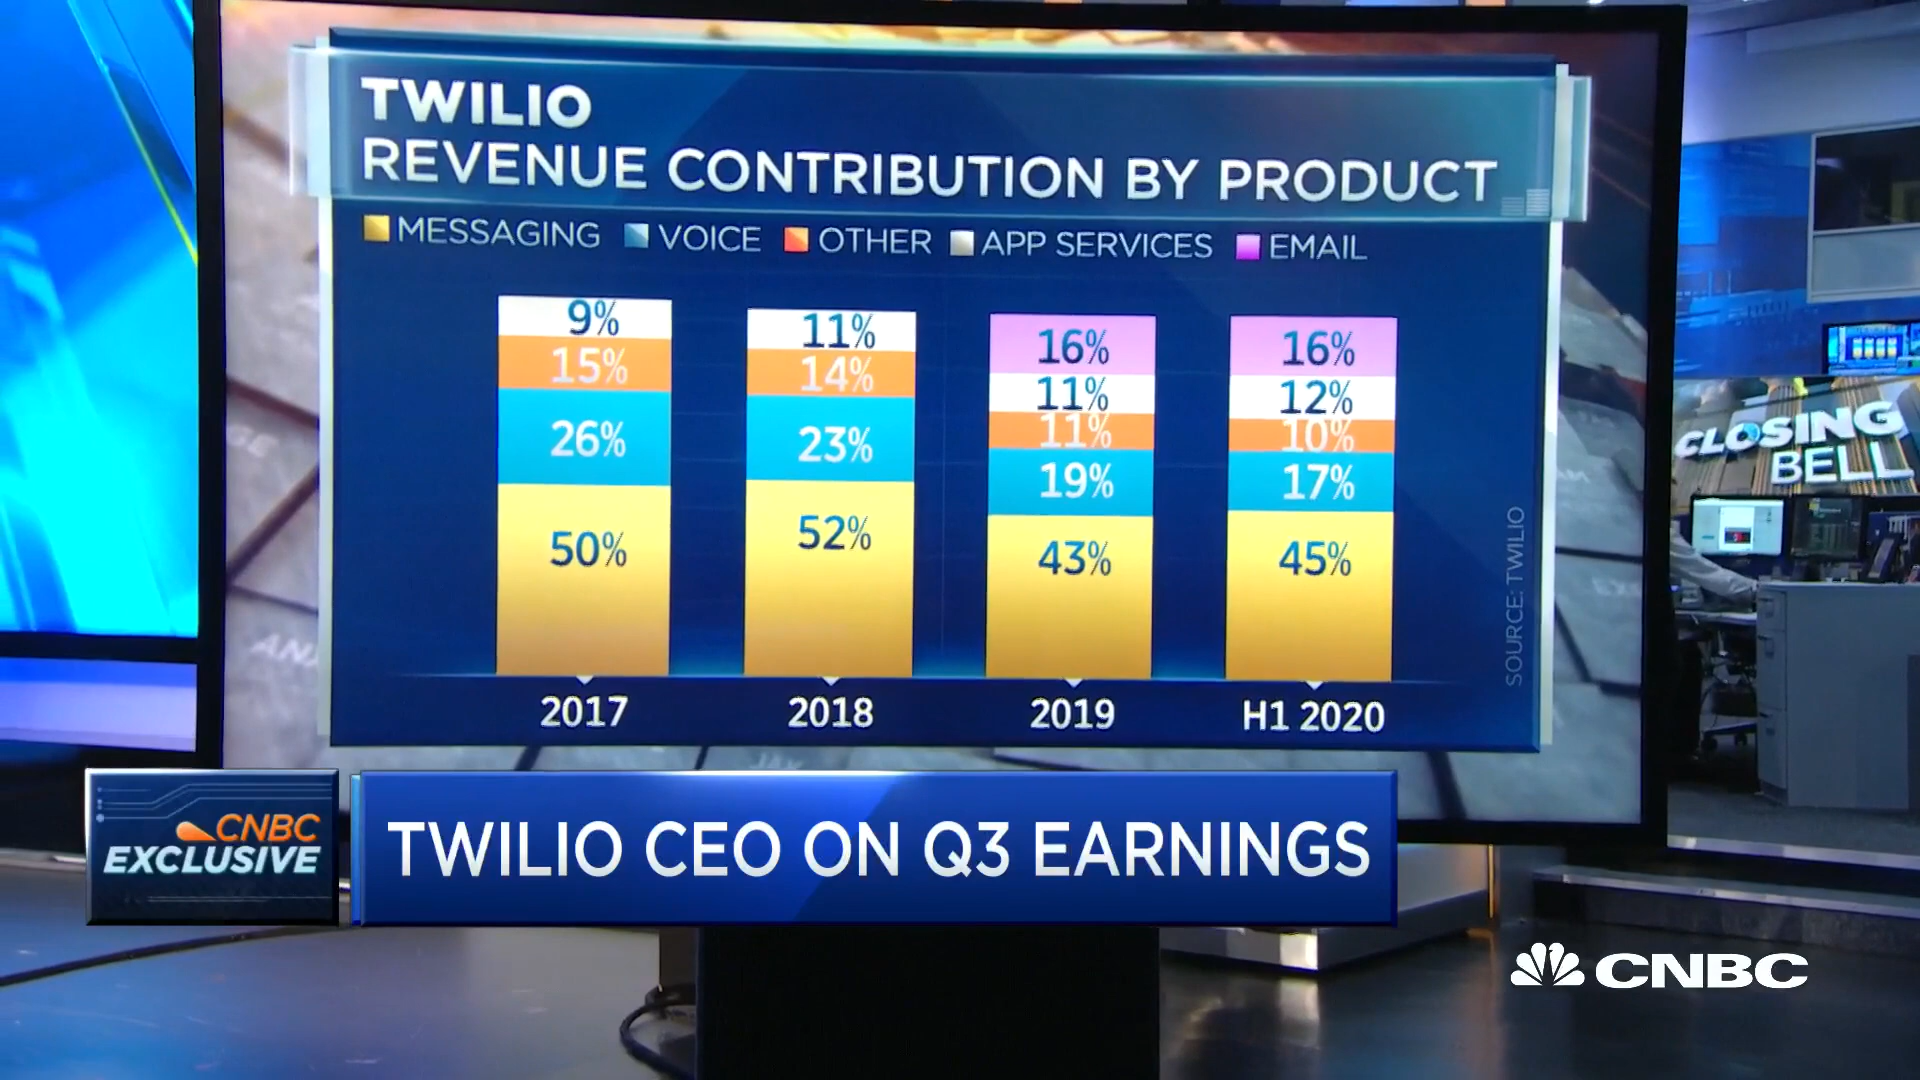 TWILIO
REVENUE CONTRIBUTION BY PRODUCT
MESSAGING VOICE OTHER APP SERVICES EMAIL
9% 11% 16% 16%
15% 14% 11% 12%
26% 23% 11% 10%
50% 52% 19% 17%
43% 45%
2017 2018 2019 H1 2020
SOURCE: TWILIO
CLOSING
BELL
CNBC
EXCLUSIVE
TWILIO CEO ON Q3 EARNINGS
CNBC